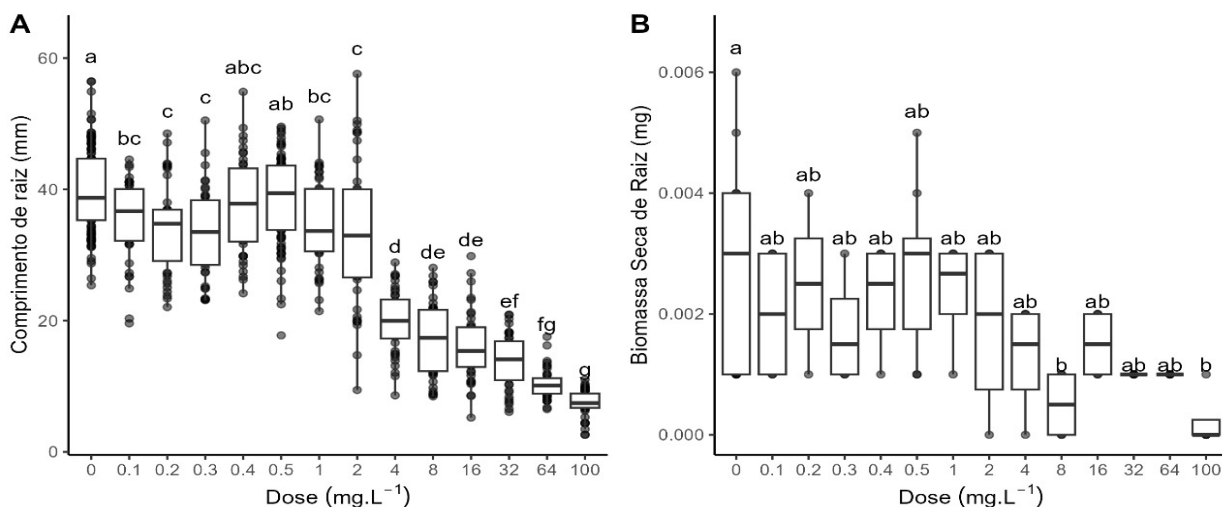 A
a
bc
c
c
abc
ab
bc
c
d
de
de
ef
fg
g
Comprimento de raiz (mm)
60
40
20
0
0 0.1 0.2 0.3 0.4 0.5 1 2 4 8 16 32 64 100
Dose (mg.L⁻¹)
B
a
ab
ab
ab
ab
ab
ab
ab
ab
b
ab
ab
ab
b
Biomassa Seca de Raiz (mg)
0.006
0.004
0.002
0.000
0 0.1 0.2 0.3 0.4 0.5 1 2 4 8 16 32 64 100
Dose (mg.L⁻¹)